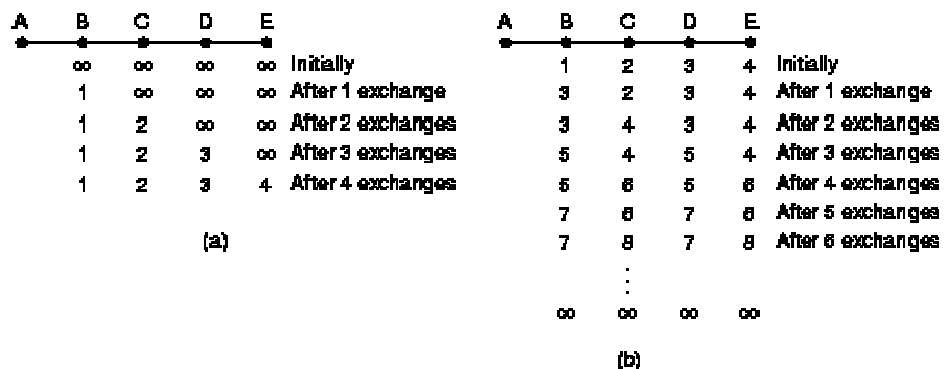 A B C D E
∞ ∞ ∞ ∞ Initially
1 ∞ ∞ ∞ After 1 exchange
1 2 ∞ ∞ After 2 exchanges
1 2 3 ∞ After 3 exchanges
1 2 3 4 After 4 exchanges
(a)
A B C D E
1 2 3 4 Initially
3 2 3 4 After 1 exchange
3 4 3 4 After 2 exchanges
5 4 5 4 After 3 exchanges
5 6 5 6 After 4 exchanges
7 6 7 6 After 5 exchanges
7 8 7 8 After 6 exchanges
⋮
∞ ∞ ∞ ∞
(b)